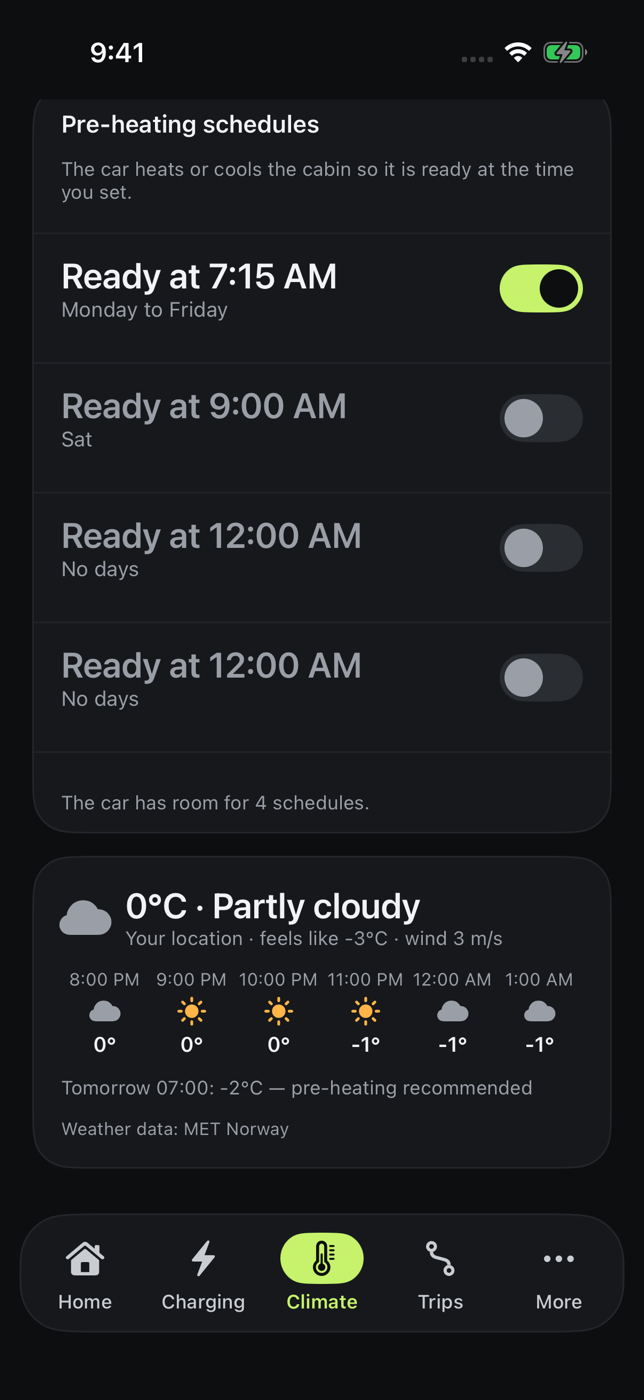 9:41
Pre-heating schedules
The car heats or cools the cabin so it is ready at the time
you set.
Ready at 7:15 AM
Monday to Friday
Ready at 9:00 AM
Sat
Ready at 12:00 AM
No days
Ready at 12:00 AM
No days
The car has room for 4 schedules.
0°C · Partly cloudy
Your location · feels like -3°C · wind 3 m/s
8:00 PM 9:00 PM 10:00 PM 11:00 PM 12:00 AM 1:00 AM
0° 0° 0° -1° -1° -1°
Tomorrow 07:00: -2°C — pre-heating recommended
Weather data: MET Norway
Home Charging Climate Trips More